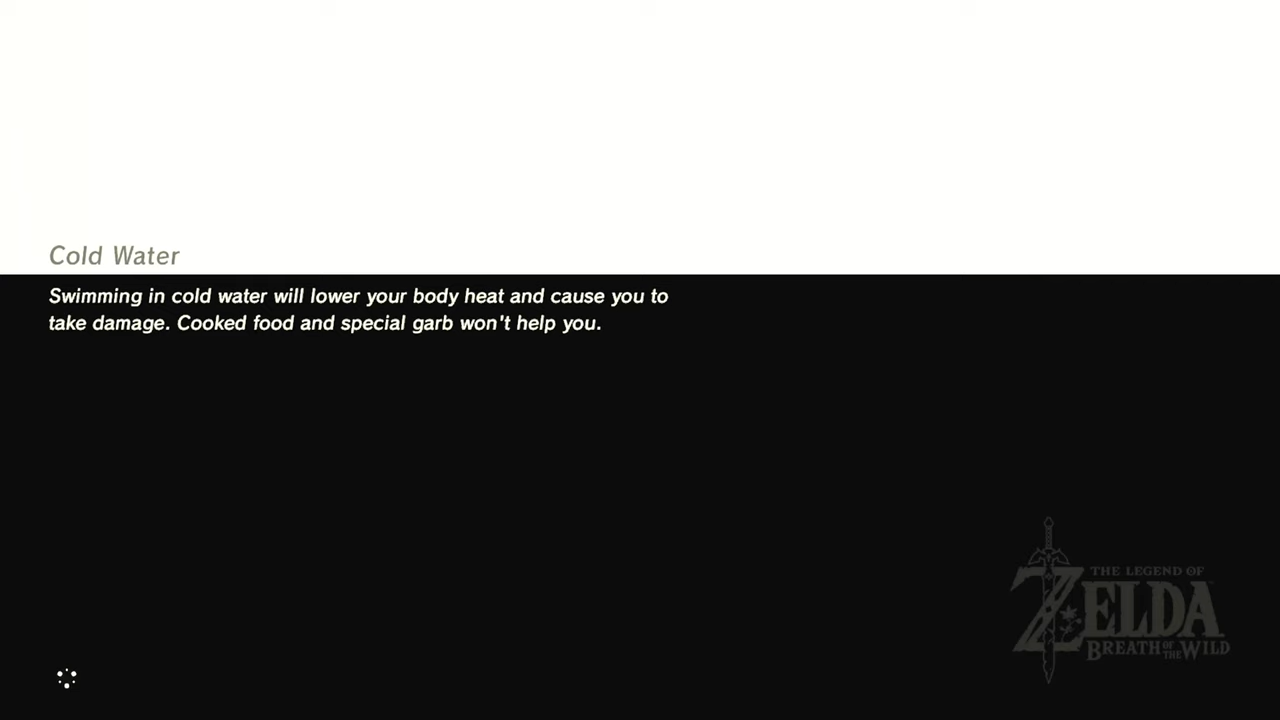 Cold Water
Swimming in cold water will lower your body heat and cause you to
take damage. Cooked food and special garb won't help you.
THE LEGEND OF
ZELDA
BREATH OF THE WILD